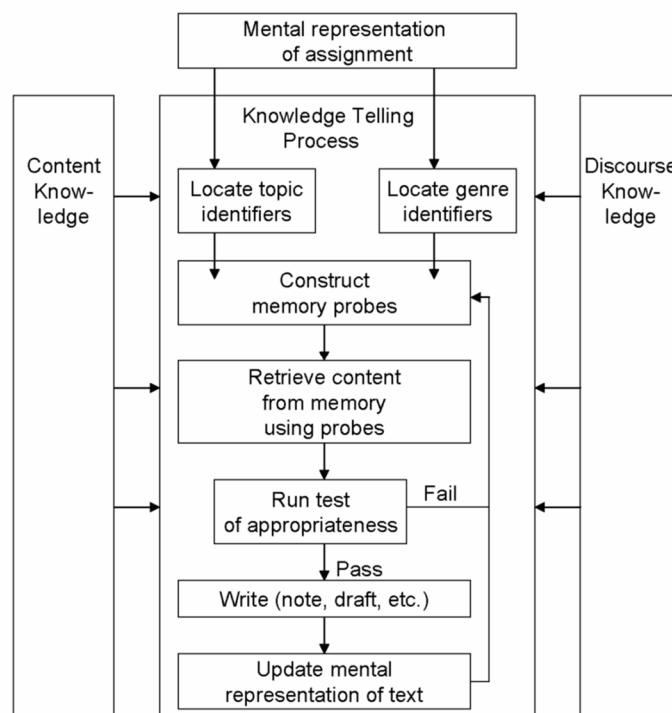 Mental representation
of assignment
Knowledge Telling
Process
Content
Know-
ledge
Discourse
Know-
ledge
Locate topic
identifiers
Locate genre
identifiers
Construct
memory probes
Retrieve content
from memory
using probes
Run test
of appropriateness
Fail
Pass
Write (note, draft, etc.)
Update mental
representation of text